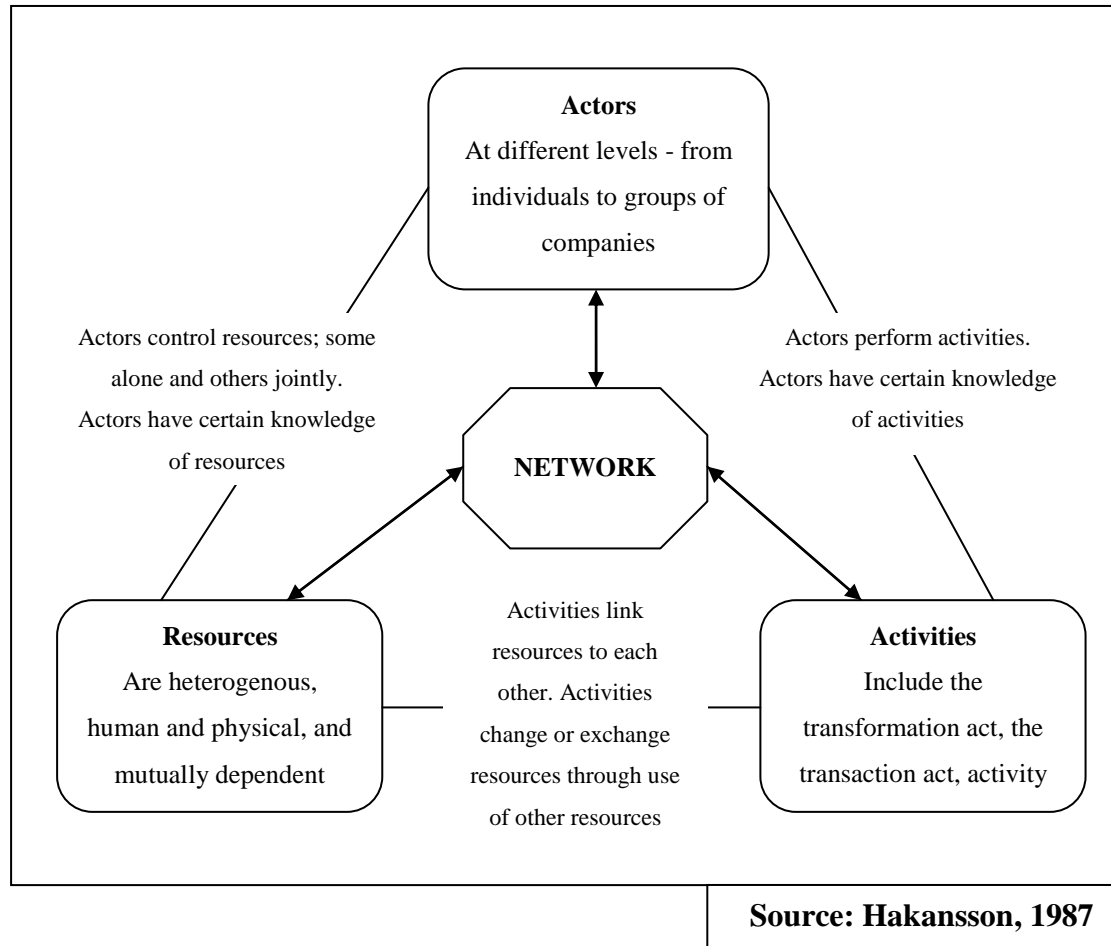 Actors
At different levels - from
individuals to groups of
companies
Actors control resources; some
alone and others jointly.
Actors have certain knowledge
of resources
Actors perform activities.
Actors have certain knowledge
of activities
NETWORK
Resources
Are heterogenous,
human and physical, and
mutually dependent
Activities link
resources to each
other. Activities
change or exchange
resources through use
of other resources
Activities
Include the
transformation act, the
transaction act, activity
Source: Hakansson, 1987